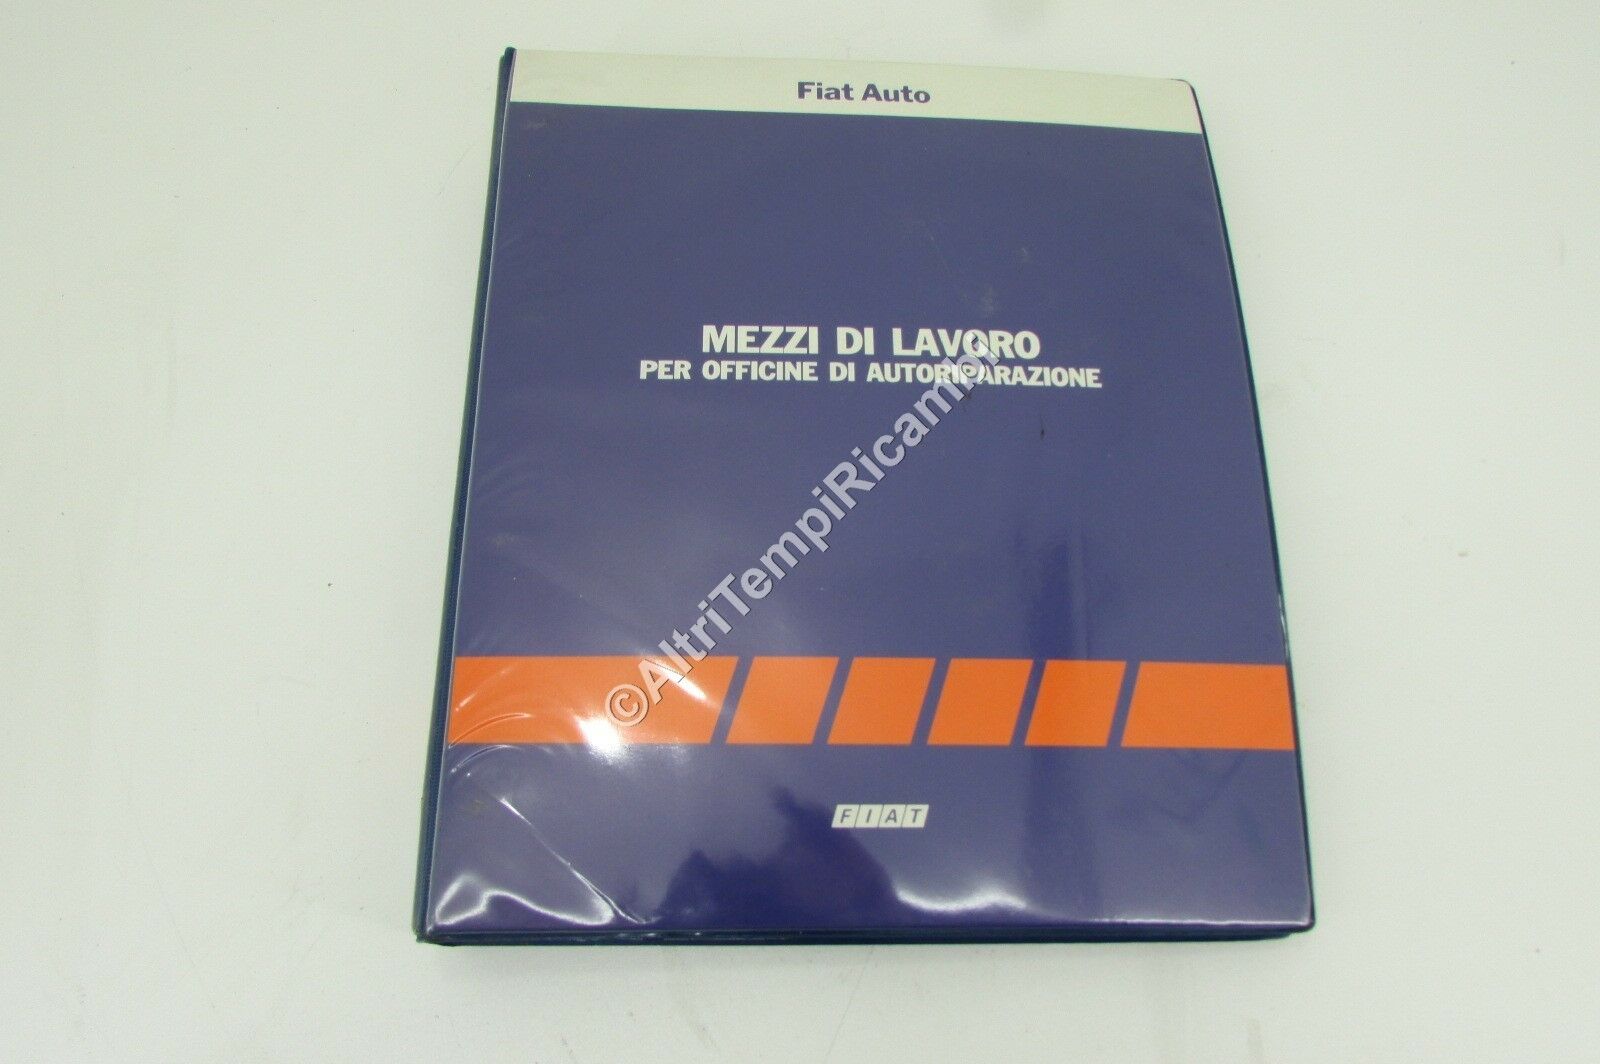 Fiat Auto
MEZZI DI LAVORO
PER OFFICINE DI AUTORIPARAZIONE
©AltriTempiRicambi
FIAT